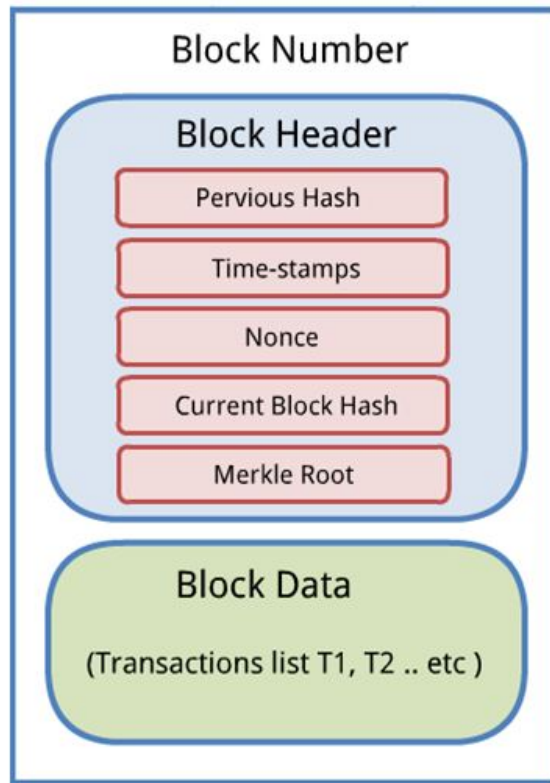 Block Number
Block Header
Pervious Hash
Time-stamps
Nonce
Current Block Hash
Merkle Root
Block Data
(Transactions list T1, T2 .. etc )